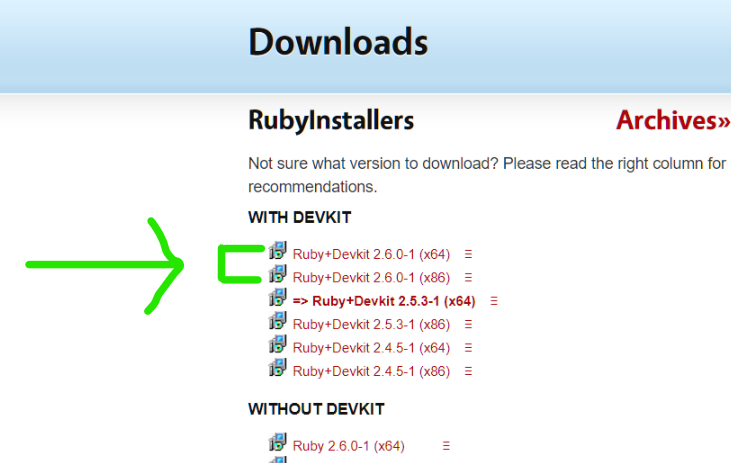 Downloads
RubyInstallers Archives»
Not sure what version to download? Please read the right column for
recommendations.
WITH DEVKIT
Ruby+Devkit 2.6.0-1 (x64)
Ruby+Devkit 2.6.0-1 (x86)
=> Ruby+Devkit 2.5.3-1 (x64)
Ruby+Devkit 2.5.3-1 (x86)
Ruby+Devkit 2.4.5-1 (x64)
Ruby+Devkit 2.4.5-1 (x86)
WITHOUT DEVKIT
Ruby 2.6.0-1 (x64)